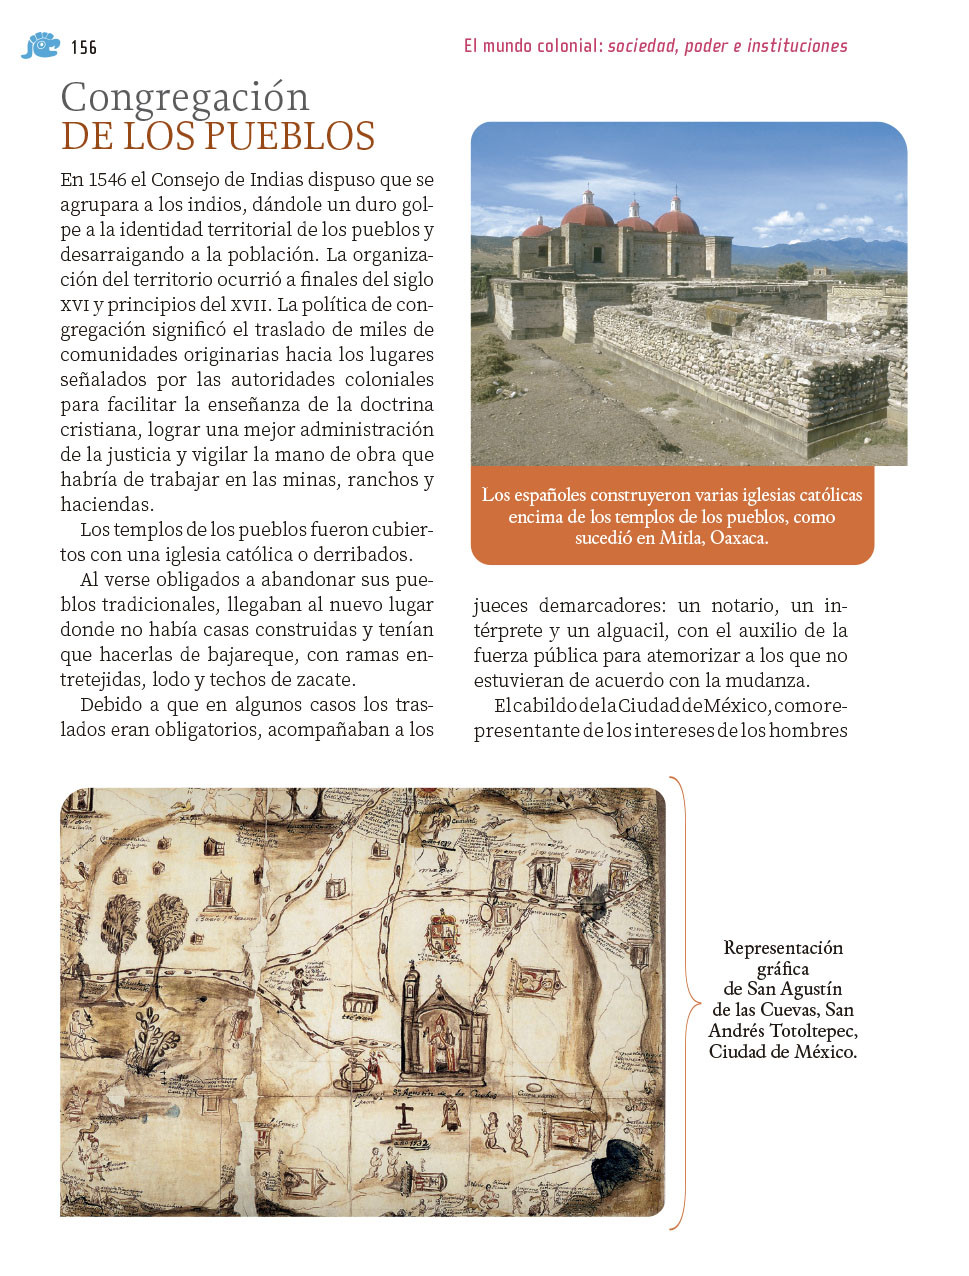 156
El mundo colonial: sociedad, poder e instituciones
Congregación
DE LOS PUEBLOS
En 1546 el Consejo de Indias dispuso que se
agrupara a los indios, dándole un duro gol-
pe a la identidad territorial de los pueblos y
desarraigando a la población. La organiza-
ción del territorio ocurrió a finales del siglo
XVI y principios del XVII. La política de con-
gregación significó el traslado de miles de
comunidades originarias hacia los lugares
señalados por las autoridades coloniales
para facilitar la enseñanza de la doctrina
cristiana, lograr una mejor administración
de la justicia y vigilar la mano de obra que
habría de trabajar en las minas, ranchos y
haciendas.
Los templos de los pueblos fueron cubier-
tos con una iglesia católica o derribados.
Al verse obligados a abandonar sus pue-
blos tradicionales, llegaban al nuevo lugar
donde no había casas construidas y tenían
que hacerlas de bajareque, con ramas en-
tretejidas, lodo y techos de zacate.
Debido a que en algunos casos los tras-
lados eran obligatorios, acompañaban a los
Los españoles construyeron varias iglesias católicas
encima de los templos de los pueblos, como
sucedió en Mitla, Oaxaca.
jueces demarcadores: un notario, un in-
térprete y un alguacil, con el auxilio de la
fuerza pública para atemorizar a los que no
estuvieran de acuerdo con la mudanza.
El cabildo de la Ciudad de México, como re-
presentante de los intereses de los hombres
Sn Agustin de las Cuebas
año 1532
Representación
gráfica
de San Agustín
de las Cuevas, San
Andrés Totoltepec,
Ciudad de México.